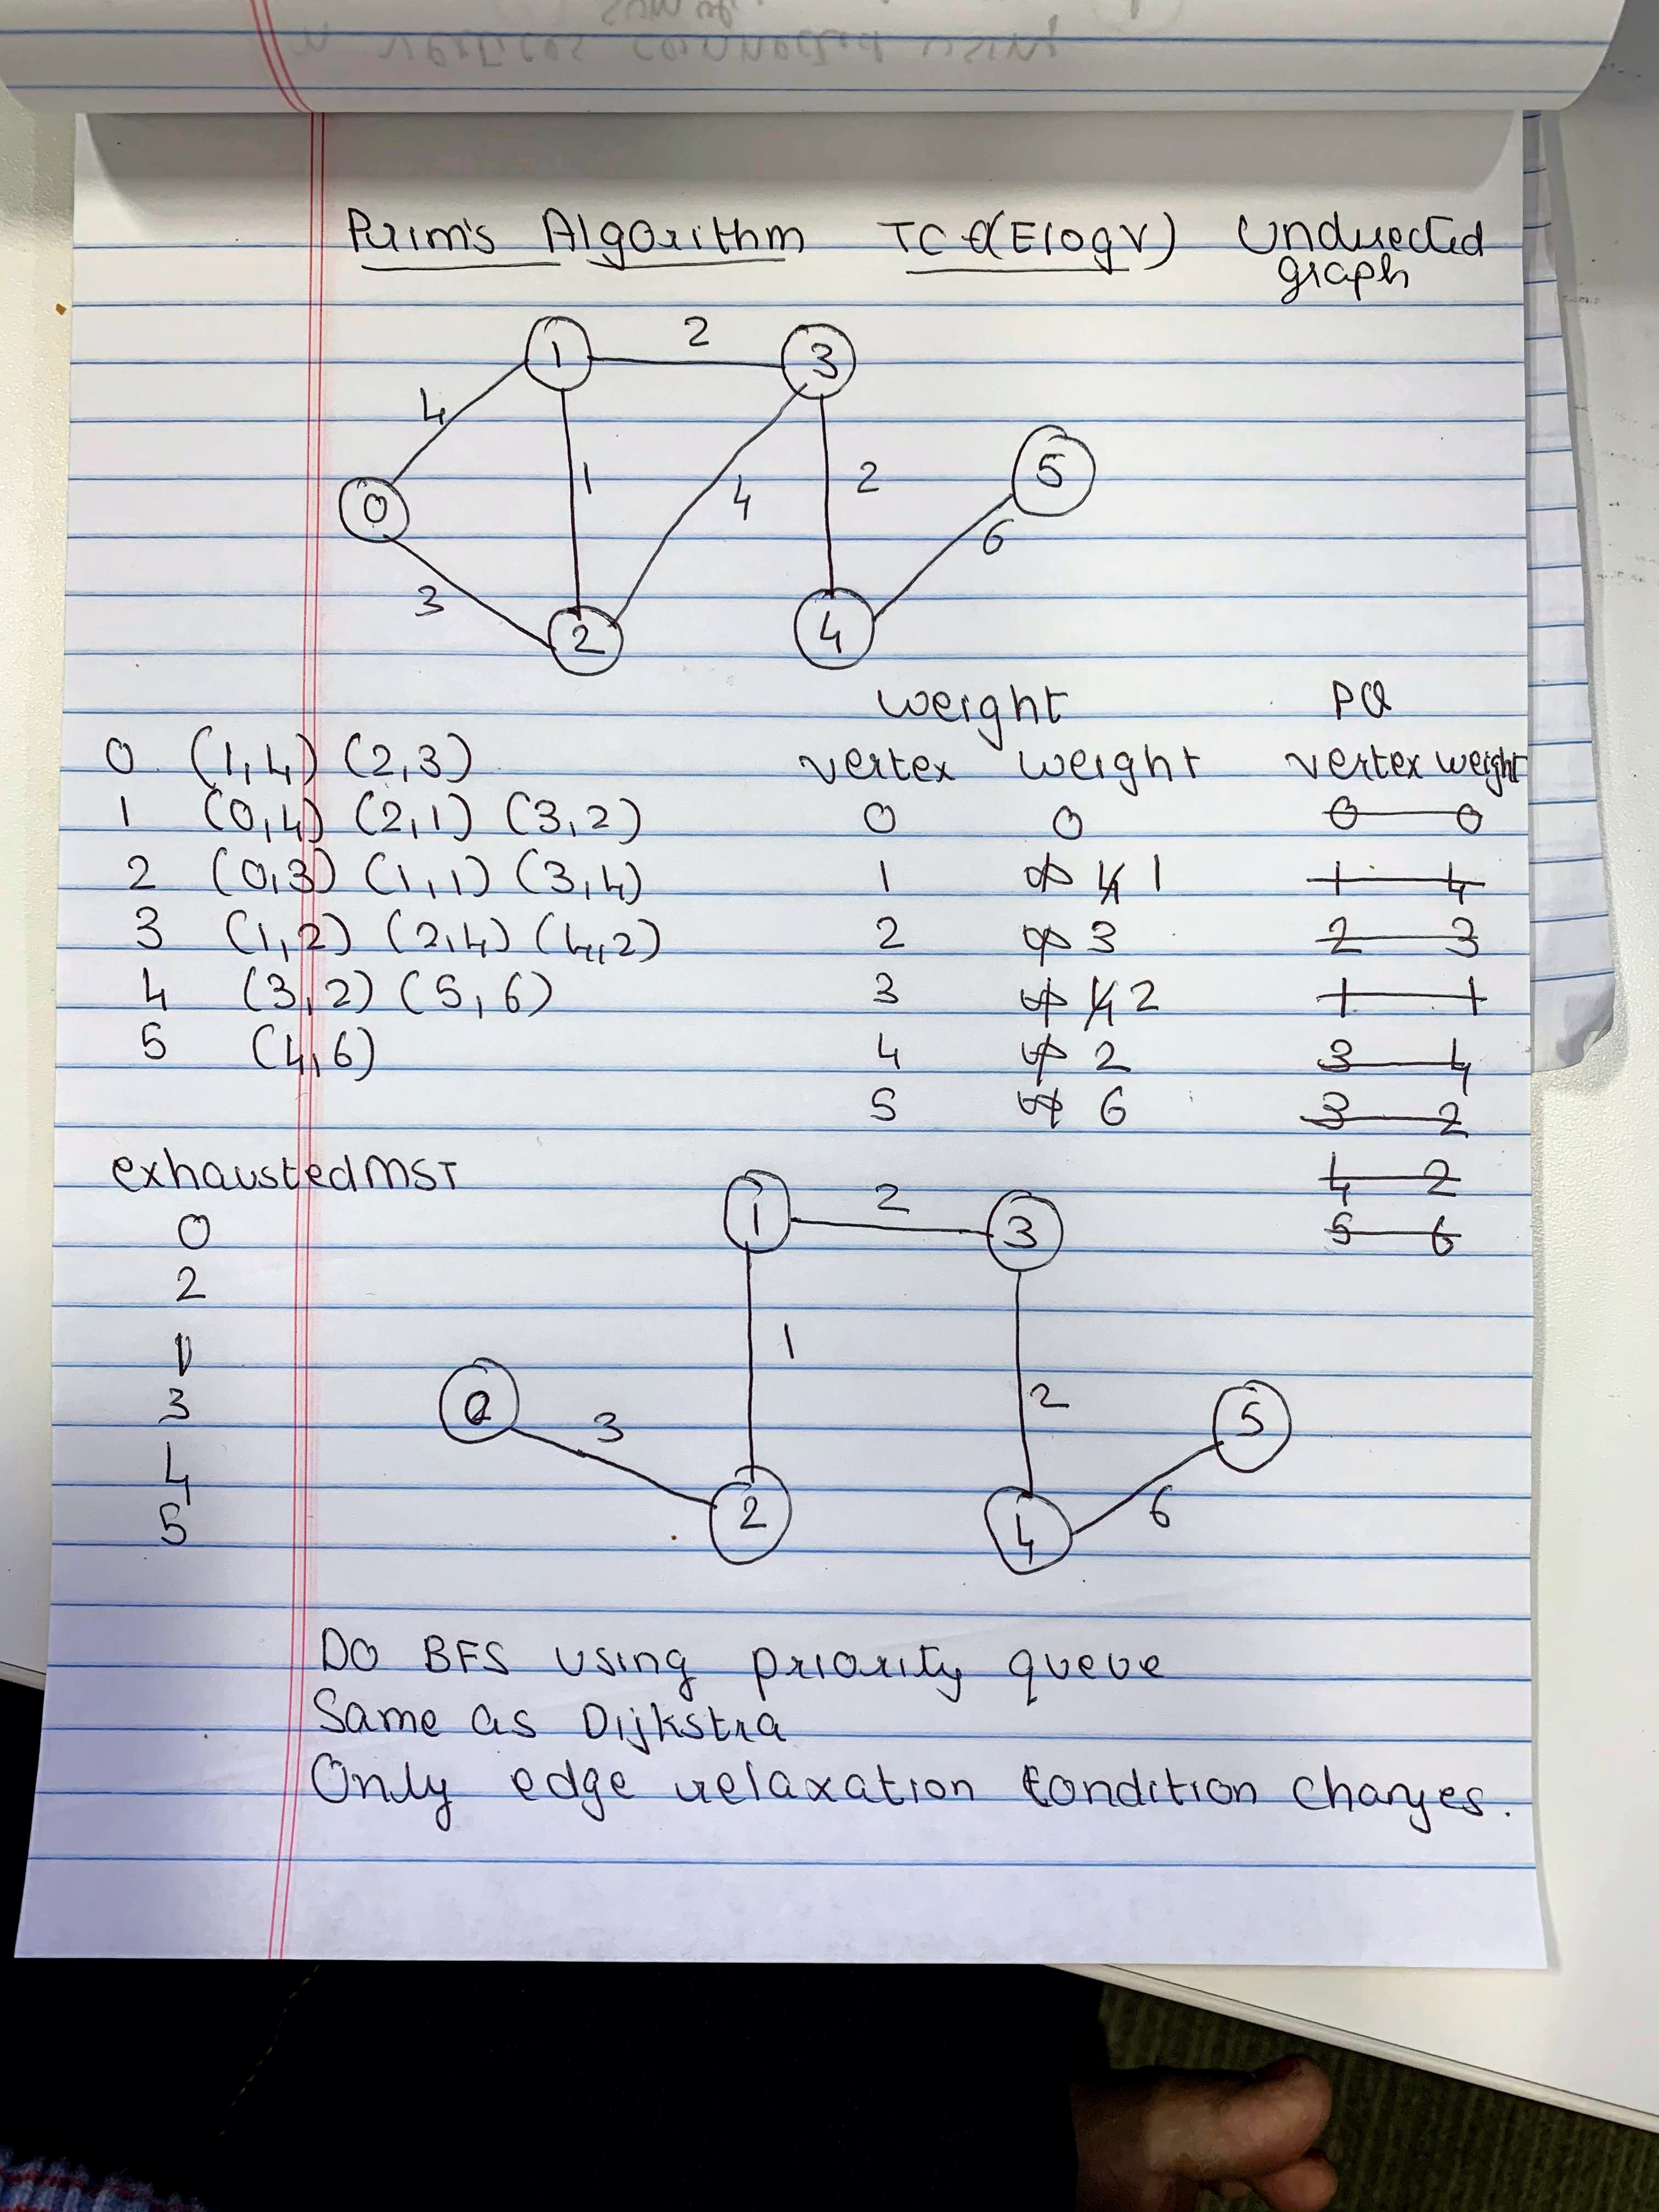 n vertices connected using
Prim's Algorithm TC O(ElogV) Undirected
graph
1 2 3
4
0 1 4 2 5
6
3
2 4
weight PQ
0 (1,4) (2,3) vertex weight vertex weight
1 (0,4) (2,1) (3,2) 0 0 0 0
2 (0,3) (1,1) (3,4) 1 ∞ 4 1 1 4
3 (1,2) (2,4) (4,2) 2 ∞ 3 2 3
4 (3,2) (5,6) 3 ∞ 4 2 1 1
5 (4,6) 4 ∞ 2 3 4
5 ∞ 6 3 2
exhausted MST 4 2
0 1 2 3 5 6
2
1 1
3 0 3 2 5
4
5 2 4 6
Do BFS using priority queue
Same as Dijkstra
Only edge relaxation condition changes.